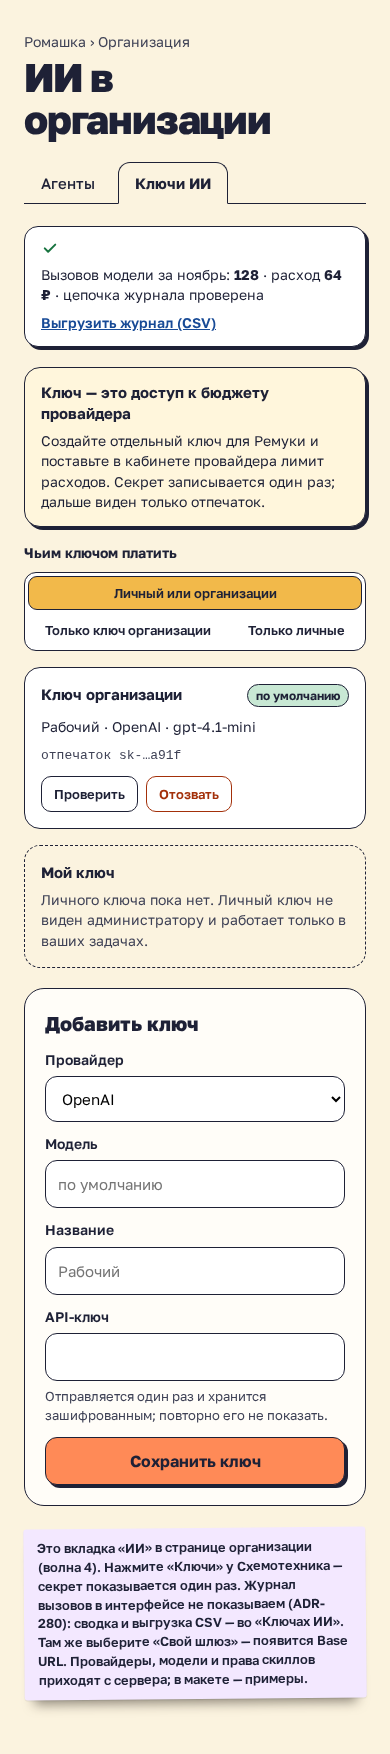 Ромашка › Организация
ИИ в
организации
Агенты
Ключи ИИ
Вызовов модели за ноябрь: 128 · расход 64
₽ · цепочка журнала проверена
Выгрузить журнал (CSV)
Ключ — это доступ к бюджету
провайдера
Создайте отдельный ключ для Ремуки и
поставьте в кабинете провайдера лимит
расходов. Секрет записывается один раз;
дальше виден только отпечаток.
Чьим ключом платить
Личный или организации
Только ключ организации
Только личные
Ключ организации
по умолчанию
Рабочий · OpenAI · gpt-4.1-mini
отпечаток sk-…a91f
Проверить
Отозвать
Мой ключ
Личного ключа пока нет. Личный ключ не
виден администратору и работает только в
ваших задачах.
Добавить ключ
Провайдер
OpenAI
Модель
по умолчанию
Название
Рабочий
API-ключ
Отправляется один раз и хранится
зашифрованным; повторно его не показать.
Сохранить ключ
Это вкладка «ИИ» в странице организации
(волна 4). Нажмите «Ключи» у Схемотехника —
секрет показывается один раз. Журнал
вызовов в интерфейсе не показываем (ADR-
280): сводка и выгрузка CSV — во «Ключах ИИ».
Там же выберите «Свой шлюз» — появится Base
URL. Провайдеры, модели и права скиллов
приходят с сервера; в макете — примеры.